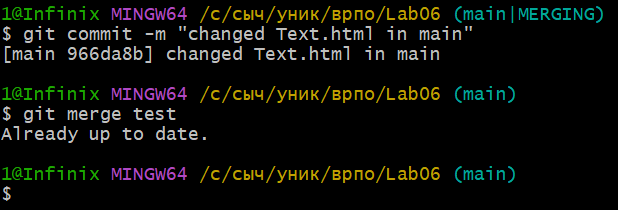 1@Infinix MINGW64 /c/сыч/уник/врпо/Lab06 (main|MERGING)
$ git commit -m "changed Text.html in main"
[main 966da8b] changed Text.html in main
1@Infinix MINGW64 /c/сыч/уник/врпо/Lab06 (main)
$ git merge test
Already up to date.
1@Infinix MINGW64 /c/сыч/уник/врпо/Lab06 (main)
$